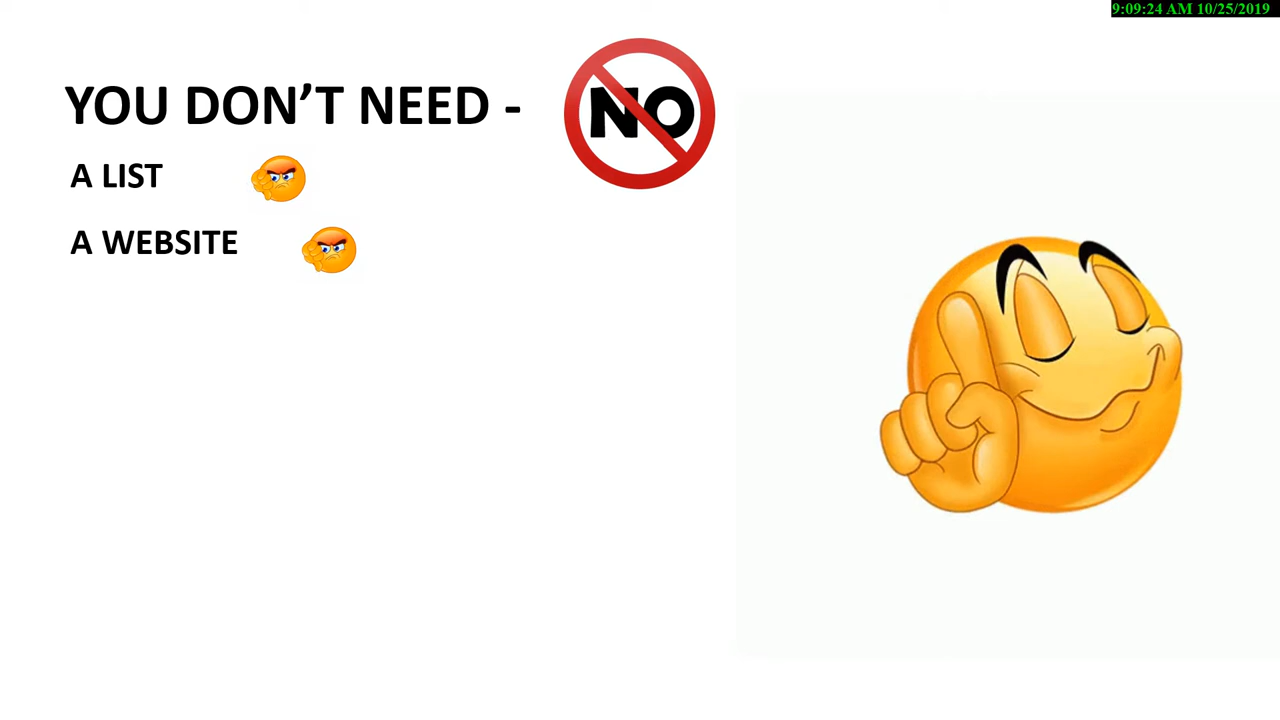 9:09:24 AM 10/25/2019
YOU DON’T NEED -
NO
A LIST
A WEBSITE